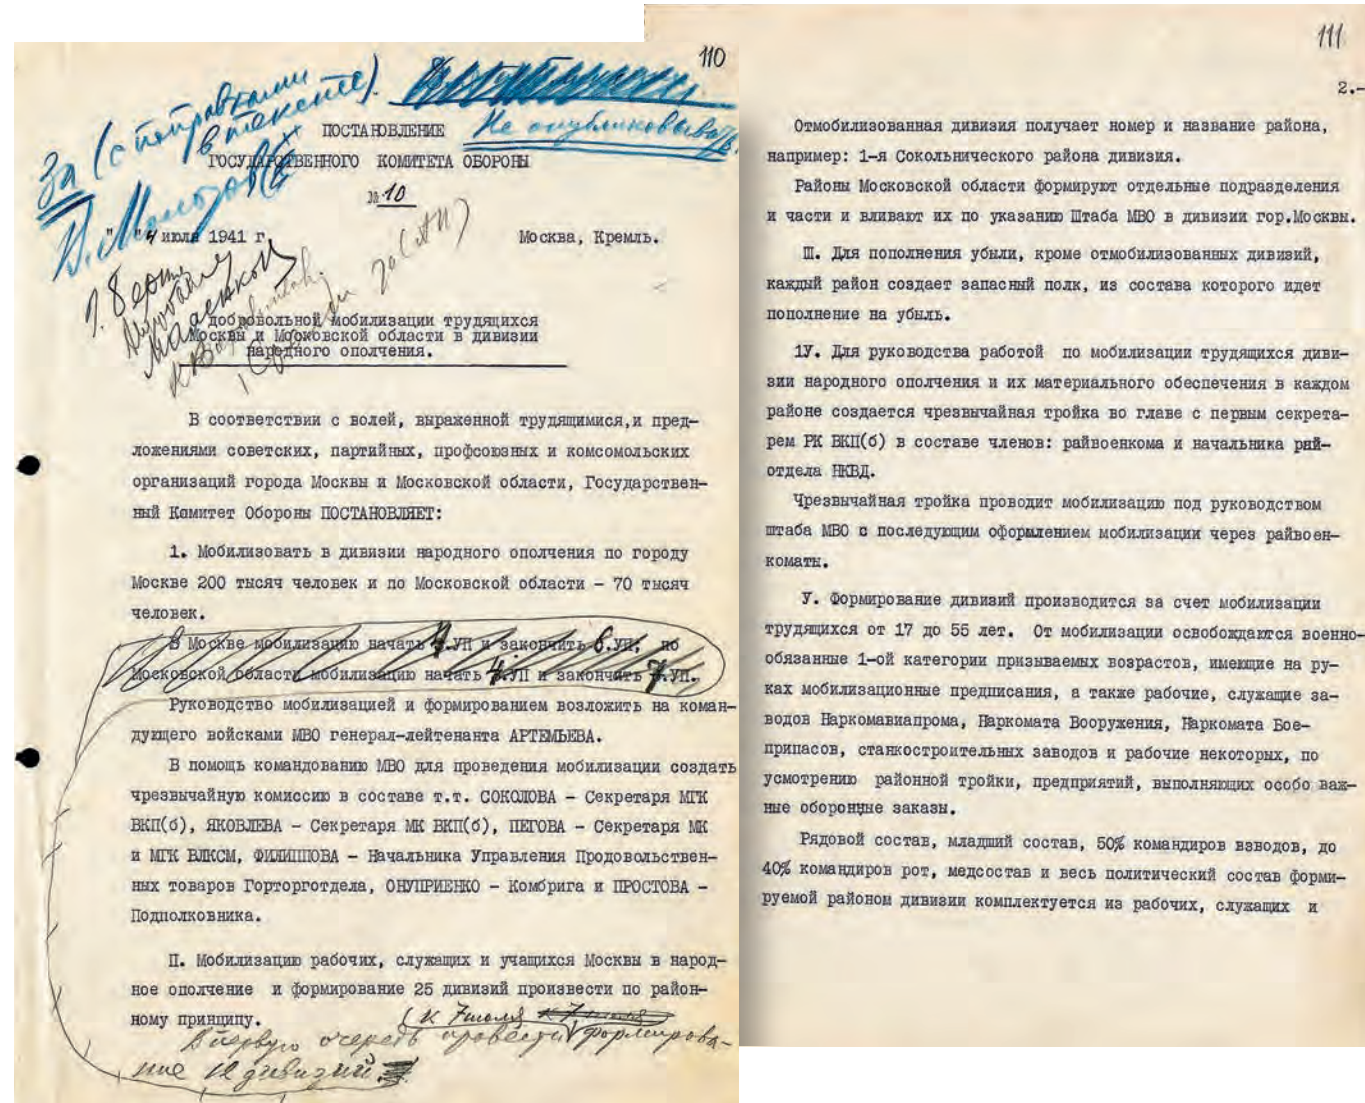 110
За (с поправками
в тексте).
Не опубликовывать.
В. Молотов
ПОСТАНОВЛЕНИЕ
ГОСУДАРСТВЕННОГО КОМИТЕТА ОБОРОНЫ
№ 10
"4 июля 1941 г.
Москва, Кремль.
Л. Берия
Микоян
Маленков
К Ворошилов
за (АН)
добровольной мобилизации трудящихся
Москвы и Московской области в дивизии
народного ополчения.
В соответствии с волей, выраженной трудящимися, и пред-
ложениями советских, партийных, профсоюзных и комсомольских
организаций города Москвы и Московской области, Государствен-
ный Комитет Обороны ПОСТАНОВЛЯЕТ:
1. Мобилизовать в дивизии народного ополчения по городу
Москве 200 тысяч человек и по Московской области - 70 тысяч
человек.
В Москве мобилизацию начать 4.УП и закончить 6.УП, по
Московской области мобилизацию начать 4.УП и закончить 7.УП.
Руководство мобилизацией и формированием возложить на коман-
дующего войсками МВО генерал-лейтенанта АРТЕМЬЕВА.
В помощь командованию МВО для проведения мобилизации создать
чрезвычайную комиссию в составе т.т. СОКОЛОВА - Секретаря МГК
ВКП(б), ЯКОВЛЕВА - Секретаря МК ВКП(б), ПЕГОВА - Секретаря МК
и МГК ВЛКСМ, ФИЛИППОВА - Начальника Управления Продовольствен-
ных товаров Горторготдела, ОНУПРИЕНКО - Комбрига и ПРОСТОВА -
Подполковника.
П. Мобилизацию рабочих, служащих и учащихся Москвы в народ-
ное ополчение и формирование 25 дивизий произвести по район-
ному принципу.
(к 7 июля к 7 июля
В первую очередь провести формирова-
ние 12 дивизий.
111
2.-
Отмобилизованная дивизия получает номер и название района,
например: 1-я Сокольнического района дивизия.
Районы Московской области формируют отдельные подразделения
и части и вливают их по указанию Штаба МВО в дивизии гор.Москвы.
Ш. Для пополнения убыли, кроме отмобилизованных дивизий,
каждый район создает запасный полк, из состава которого идет
пополнение на убыль.
1У. Для руководства работой по мобилизации трудящихся диви-
зии народного ополчения и их материального обеспечения в каждом
районе создается чрезвычайная тройка во главе с первым секрета-
рем РК ВКП(б) в составе членов: райвоенкома и начальника рай-
отдела НКВД.
Чрезвычайная тройка проводит мобилизацию под руководством
штаба МВО с последующим оформлением мобилизации через райвоен-
коматы.
У. Формирование дивизий производится за счет мобилизации
трудящихся от 17 до 55 лет. От мобилизации освобождаются военно-
обязанные 1-ой категории призываемых возрастов, имеющие на ру-
ках мобилизационные предписания, а также рабочие, служащие за-
водов Наркомавиапрома, Наркомата Вооружения, Наркомата Бое-
припасов, станкостроительных заводов и рабочие некоторых, по
усмотрению районной тройки, предприятий, выполняющих особо важ-
ные оборонные заказы.
Рядовой состав, младший состав, 50% командиров взводов, до
40% командиров рот, медсостав и весь политический состав форми-
руемой районом дивизии комплектуется из рабочих, служащих и